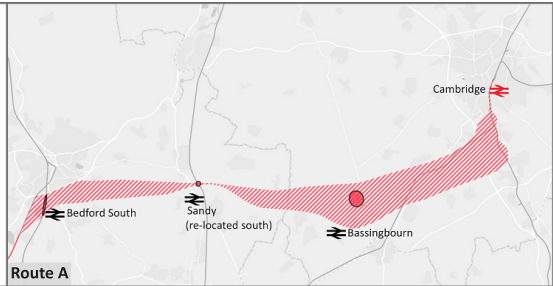 Cambridge
Bedford South
Sandy
(re-located south)
Bassingbourn
Route A